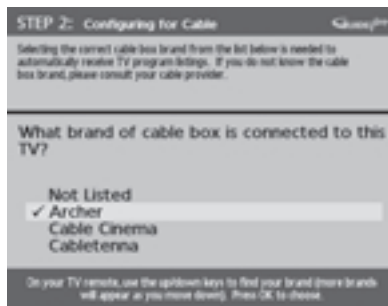 STEP 2: Configuring for Cable
Selecting the correct cable box brand from the list below is needed to
automatically receive TV program listings. If you do not know the cable
box brand, please consult your cable provider.
What brand of cable box is connected to this
TV?
Not Listed
✓ Archer
Cable Cinema
Cabletenna
On your TV remote, use the up/down keys to find your brand (more brands
will appear as you move down). Press OK to choose.